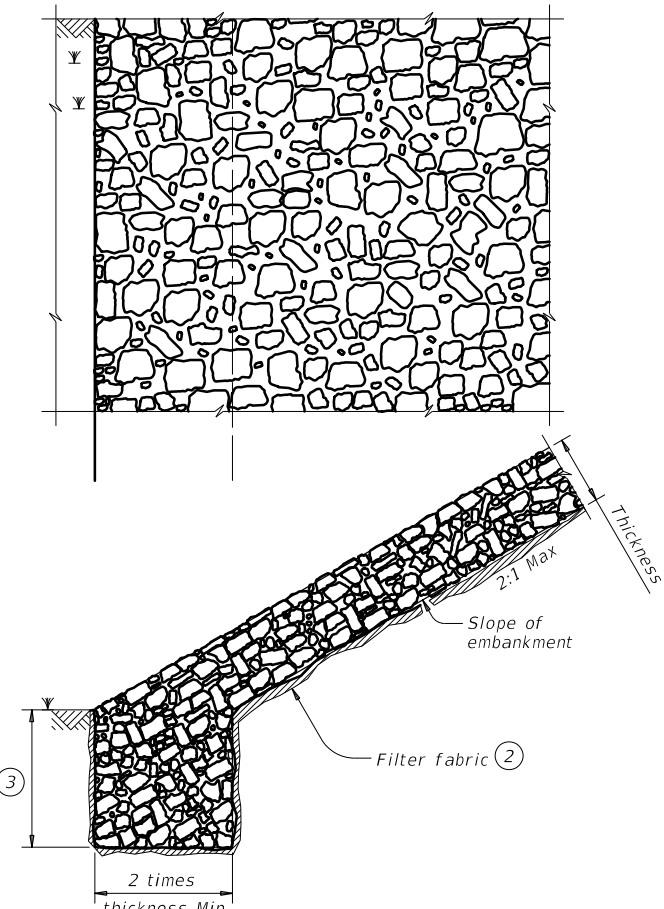 Thickness
2:1 Max
Slope of
embankment
Filter fabric 2
3
2 times
thickness Min